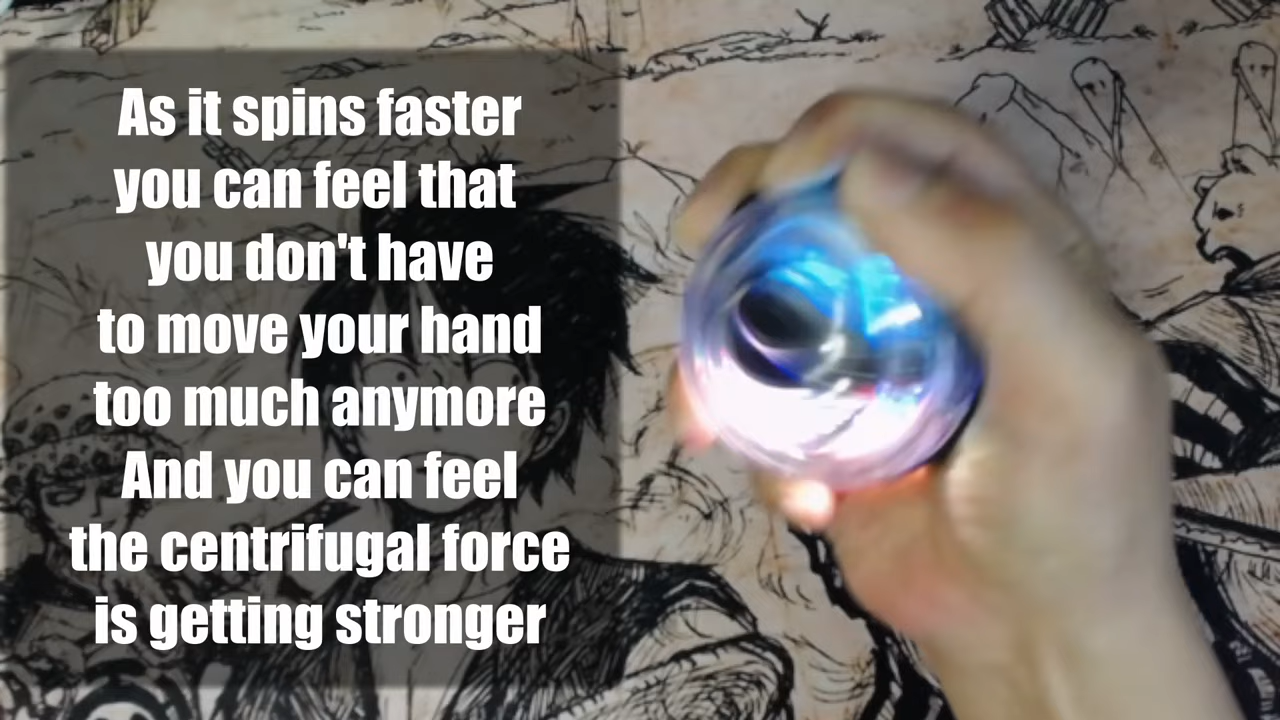 As it spins faster
you can feel that
you don't have
to move your hand
too much anymore
And you can feel
the centrifugal force
is getting stronger